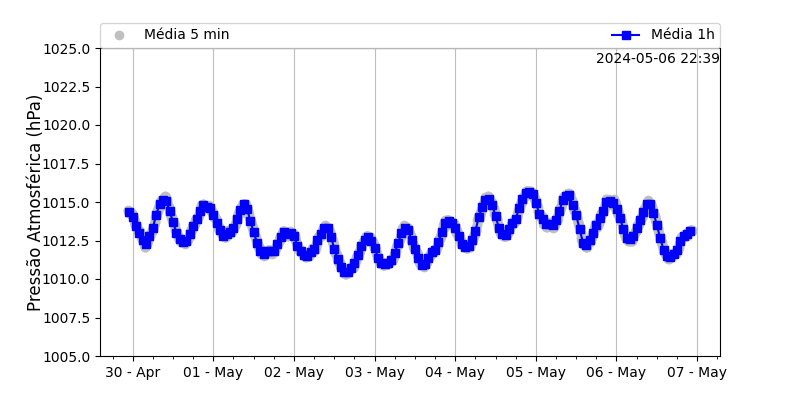 Média 5 min
Média 1h
2024-05-06 22:39
Pressão Atmosférica (hPa)
1025.0
1022.5
1020.0
1017.5
1015.0
1012.5
1010.0
1007.5
1005.0
30 - Apr
01 - May
02 - May
03 - May
04 - May
05 - May
06 - May
07 - May